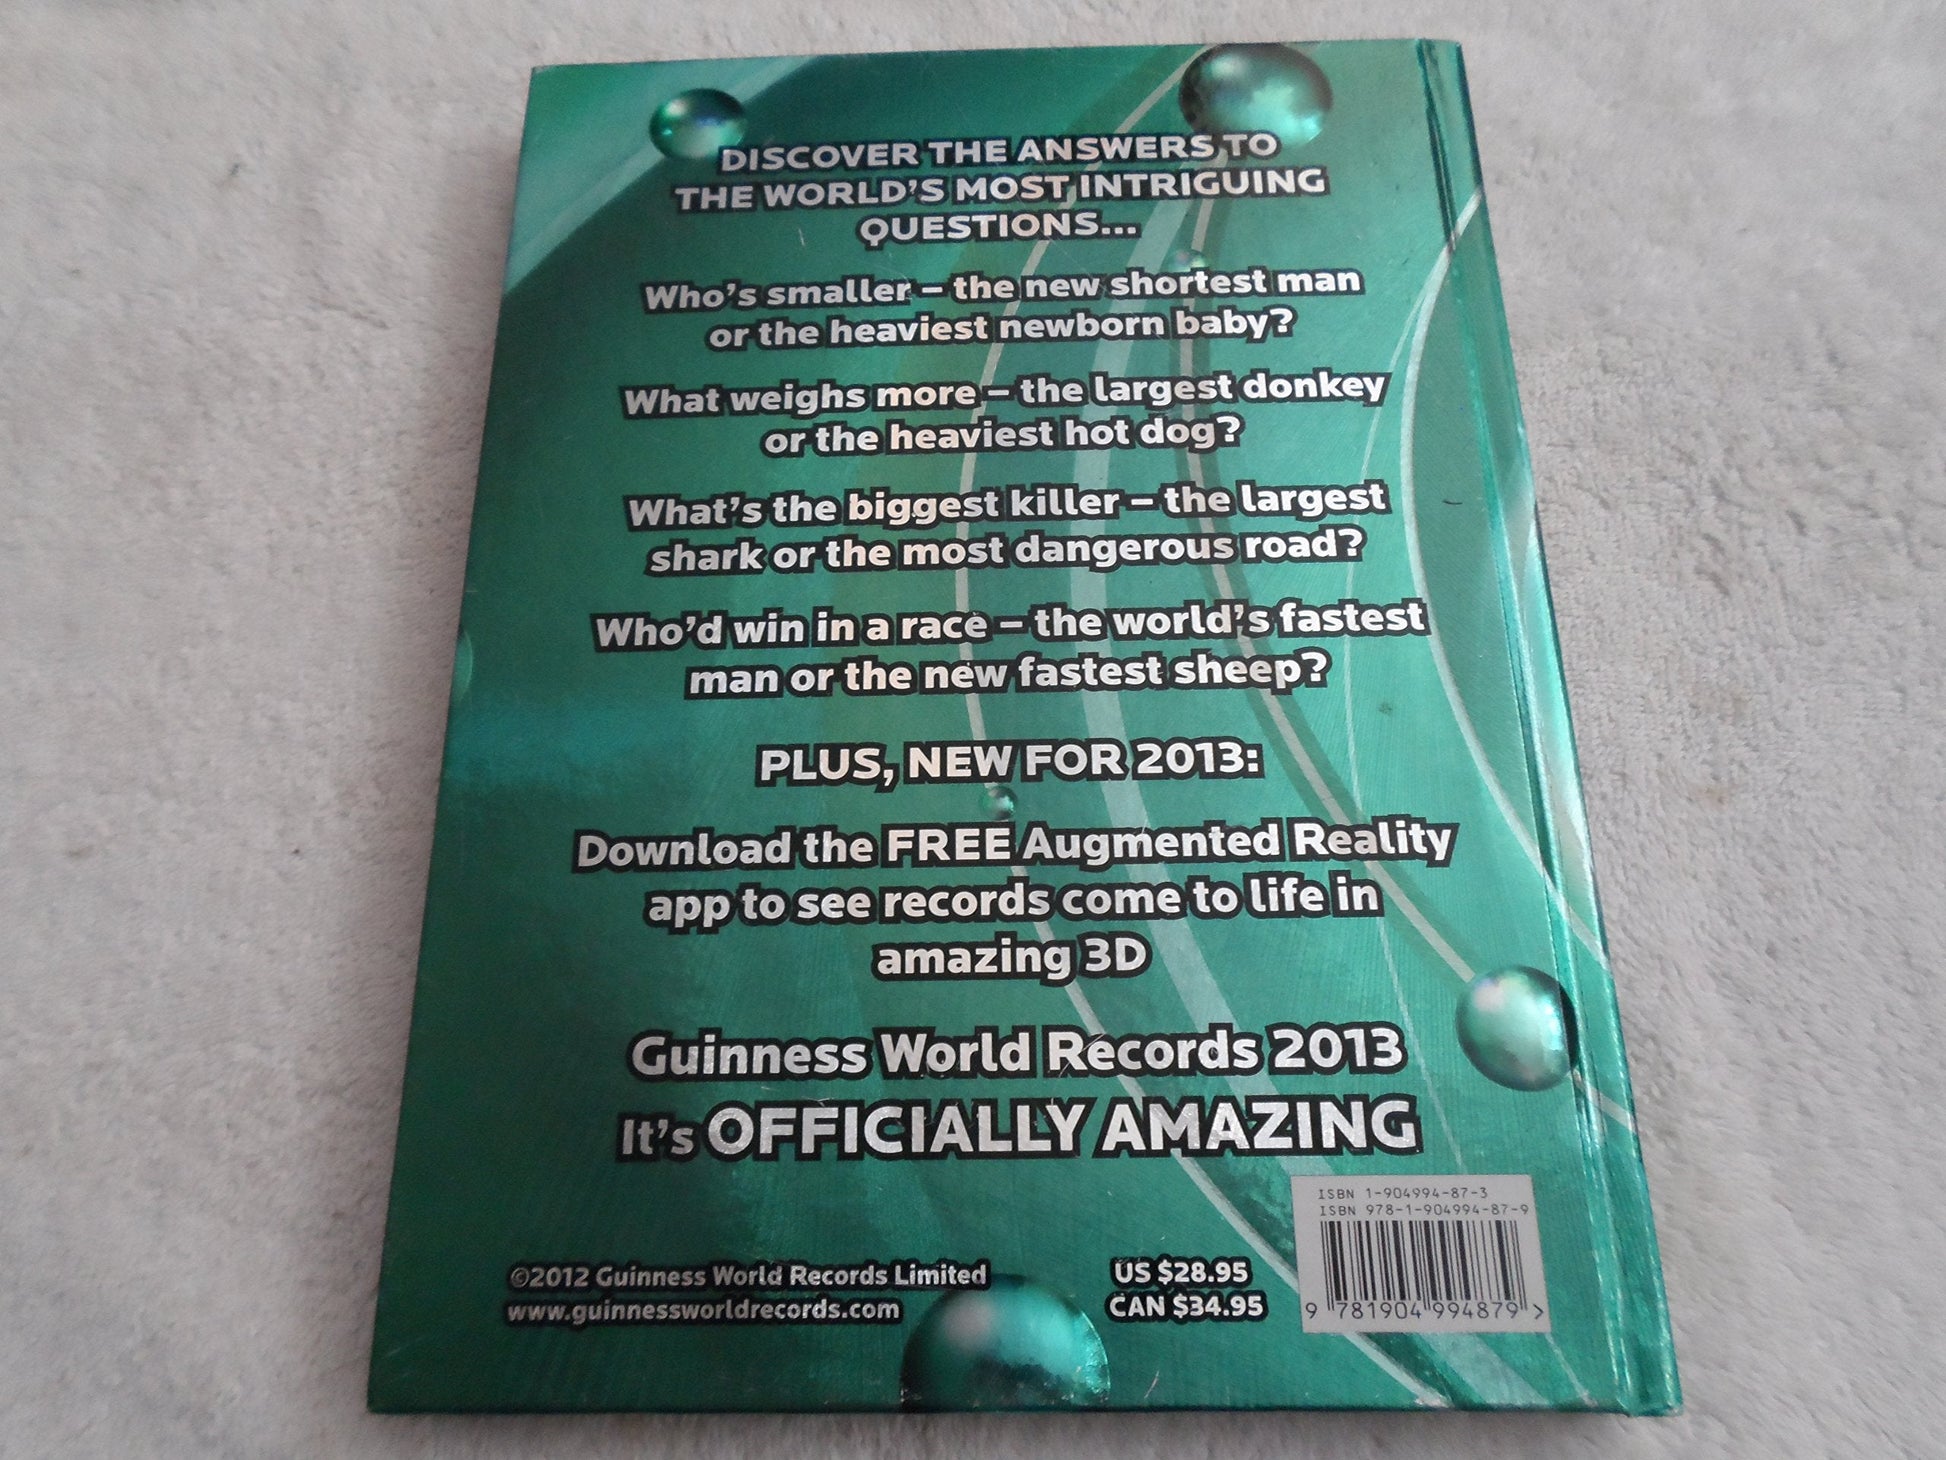 DISCOVER THE ANSWERS TO
THE WORLD'S MOST INTRIGUING
QUESTIONS...
Who's smaller – the new shortest man
or the heaviest newborn baby?
What weighs more – the largest donkey
or the heaviest hot dog?
What's the biggest killer – the largest
shark or the most dangerous road?
Who'd win in a race – the world's fastest
man or the new fastest sheep?
PLUS, NEW FOR 2013:
Download the FREE Augmented Reality
app to see records come to life in
amazing 3D
Guinness World Records 2013
It's OFFICIALLY AMAZING
©2012 Guinness World Records Limited
www.guinnessworldrecords.com
US $28.95
CAN $34.95
ISBN 1-904994-87-3
ISBN 978-1-904994-87-9
9 781904 994879 >